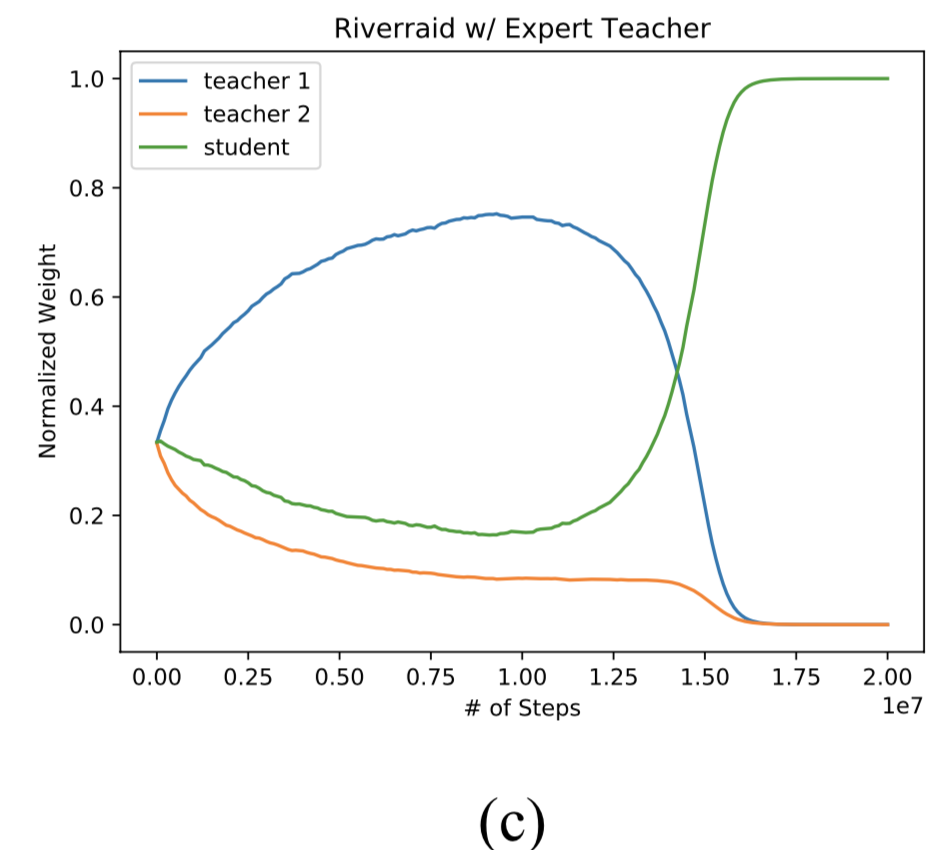 Riverraid w/ Expert Teacher
teacher 1
teacher 2
student
Normalized Weight
1.0
0.8
0.6
0.4
0.2
0.0
0.00 0.25 0.50 0.75 1.00 1.25 1.50 1.75 2.00
# of Steps
1e7
(c)